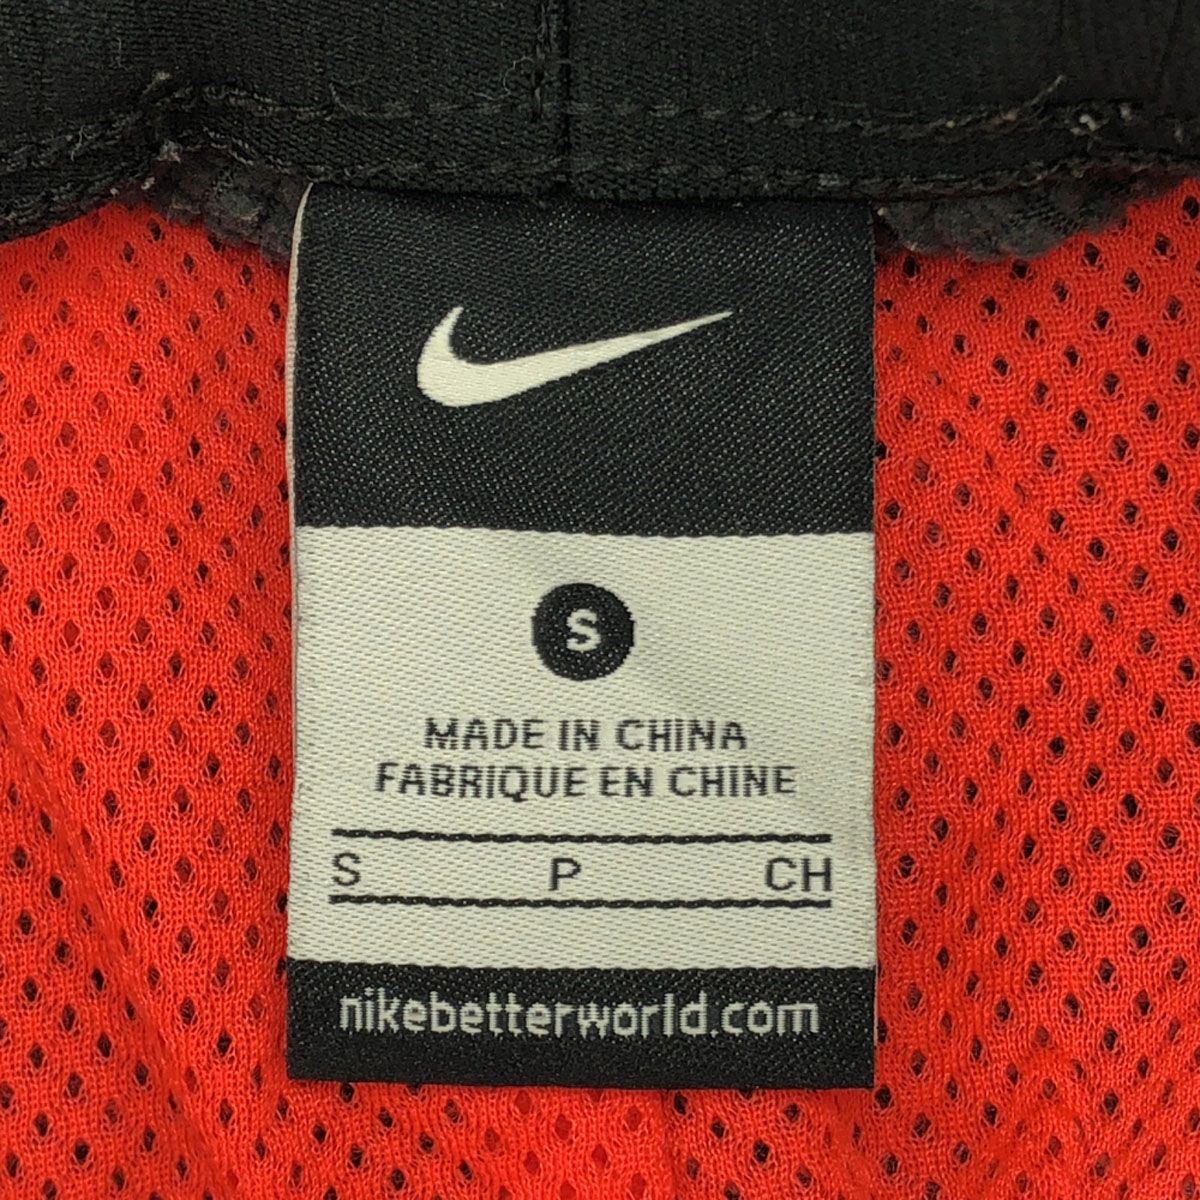 S
MADE IN CHINA
FABRIQUE EN CHINE
S P CH
nikebetterworld.com